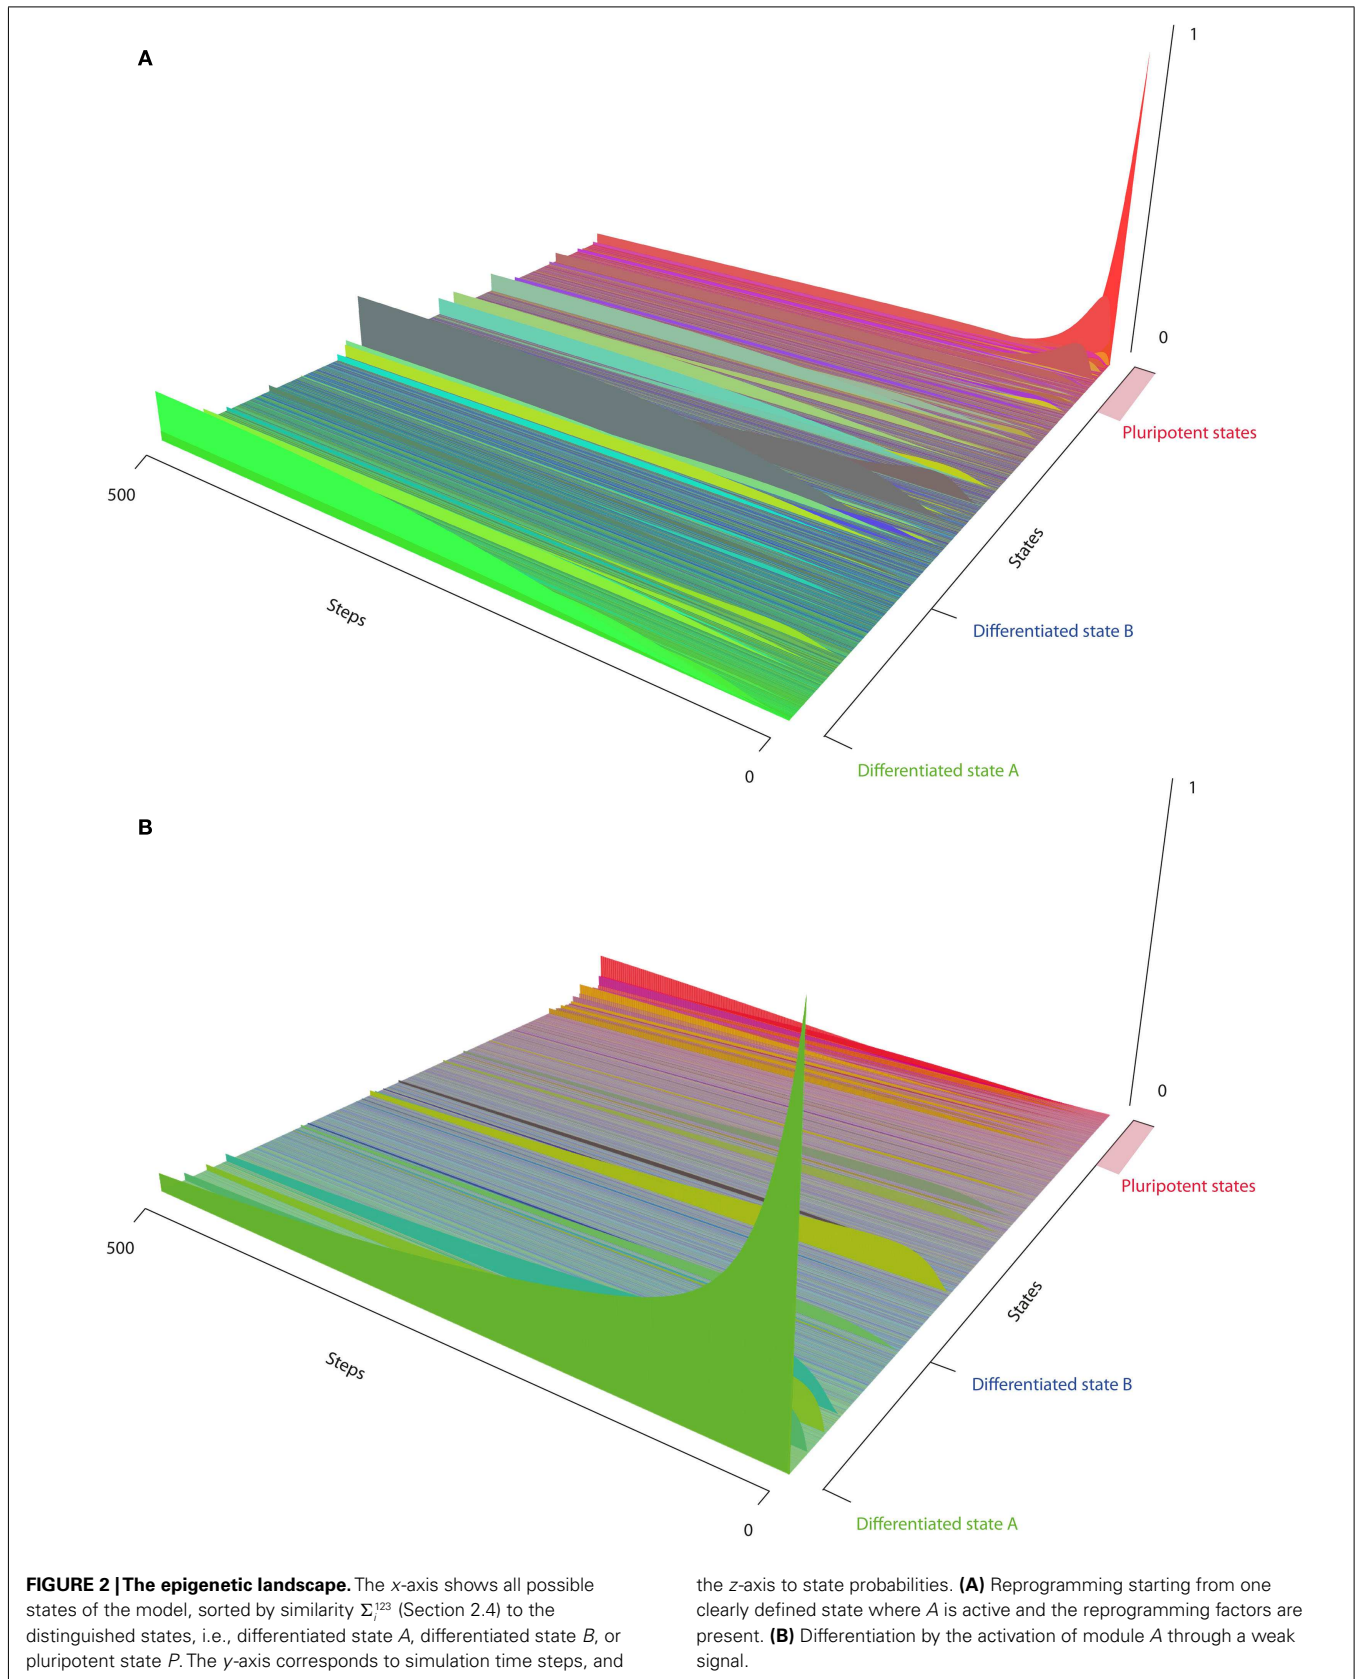 A
1
0
Pluripotent states
500
States
Steps
Differentiated state B
0
Differentiated state A
B
1
0
Pluripotent states
500
States
Steps
Differentiated state B
0
Differentiated state A
FIGURE 2 | The epigenetic landscape. The x-axis shows all possible
states of the model, sorted by similarity Σᵢ¹²³ (Section 2.4) to the
distinguished states, i.e., differentiated state A, differentiated state B, or
pluripotent state P. The y-axis corresponds to simulation time steps, and
the z-axis to state probabilities. (A) Reprogramming starting from one
clearly defined state where A is active and the reprogramming factors are
present. (B) Differentiation by the activation of module A through a weak
signal.